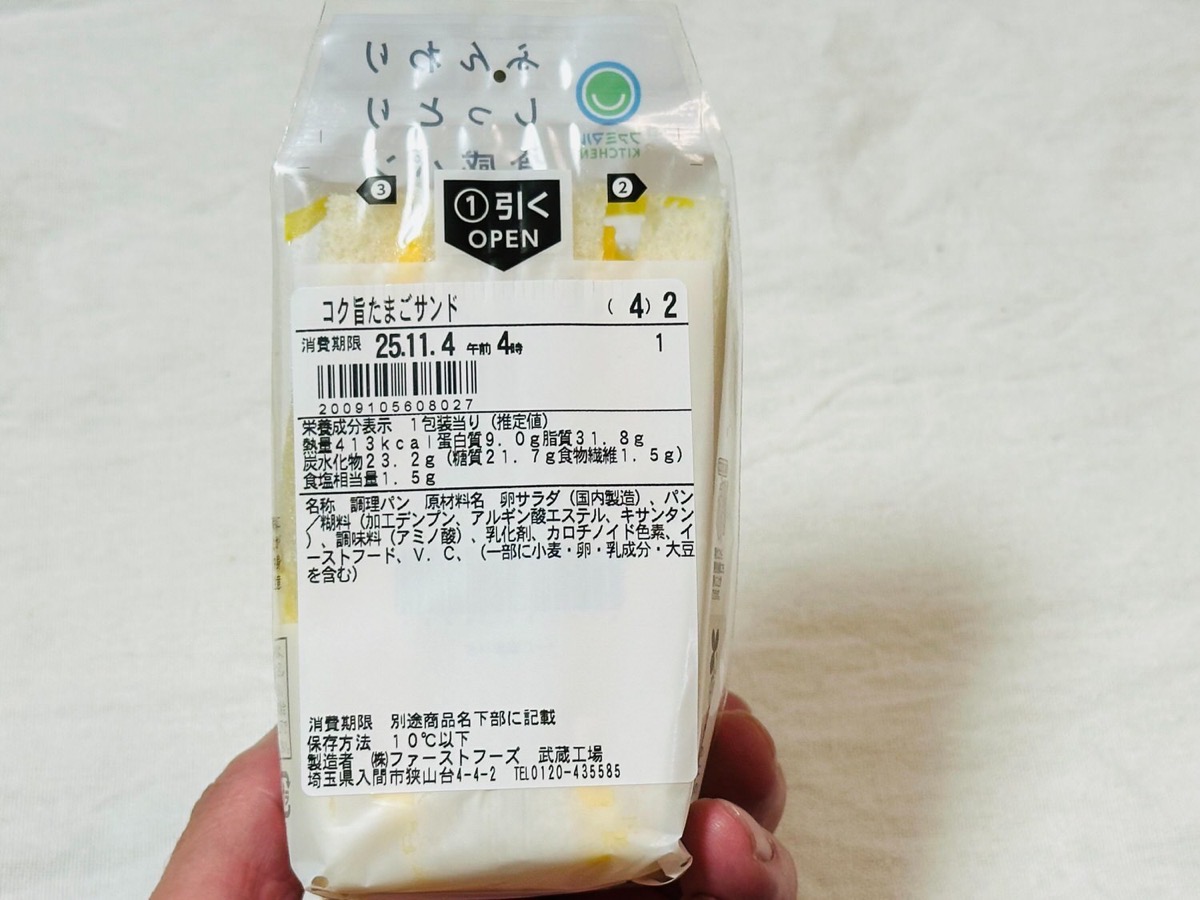 ふんわり
しっとり
ファミマル
KITCHEN
③
①引く
OPEN
②
コク旨たまごサンド (4)2
消費期限 25.11.4 午前4時 1
2009105608027
栄養成分表示 1包装当り(推定値)
熱量413kcal蛋白質9.0g脂質31.8g
炭水化物23.2g(糖質21.7g食物繊維1.5g)
食塩相当量1.5g
名称 調理パン 原材料名 卵サラダ(国内製造)、パン
/糊料(加工デンプン、アルギン酸エステル、キサンタン
)、調味料(アミノ酸)、乳化剤、カロチノイド色素、イ
ーストフード、V.C、(一部に小麦・卵・乳成分・大豆
を含む)
消費期限 別途商品名下部に記載
保存方法 10℃以下
製造者 ㈱ファーストフーズ 武蔵工場
埼玉県入間市狭山台4-4-2 TEL0120-435585